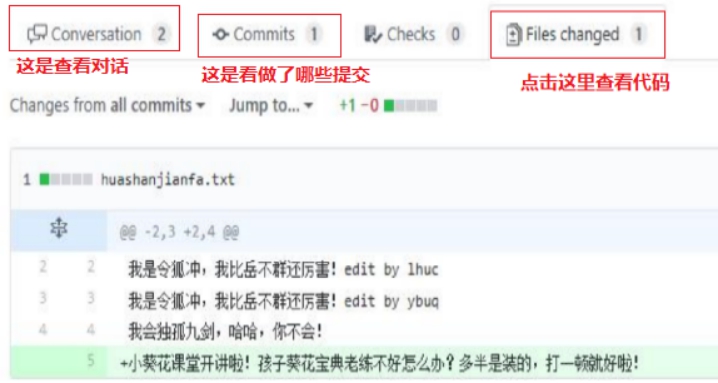 Conversation 2 Commits 1 Checks 0 Files changed 1
这是查看对话 这是看做了哪些提交 点击这里查看代码
Changes from all commits Jump to... +1 −0
1 huashanjianfa.txt
@@ -2,3 +2,4 @@
2 2 我是令狐冲，我比岳不群还厉害! edit by lhuc
3 3 我是令狐冲，我比岳不群还厉害! edit by ybuq
4 4 我会独孤九剑，哈哈，你不会!
5 +小葵花课堂开讲啦! 孩子葵花宝典老练不好怎么办? 多半是装的，打一顿就好啦!